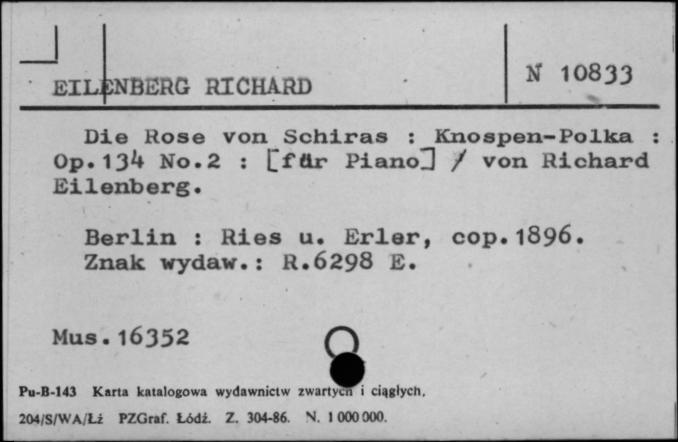 EILENBERG RICHARD
N 10833
Die Rose von Schiras : Knospen-Polka :
Op.134 No.2 : [für Piano] / von Richard
Eilenberg.
Berlin : Ries u. Erler, cop.1896.
Znak wydaw.: R.6298 E.
Mus.16352
Pu-B-143 Karta katalogowa wydawnictw zwartych i ciągłych,
204/S/WA/Łż PZGraf. Łódź. Z. 304-86. N. 1 000 000.